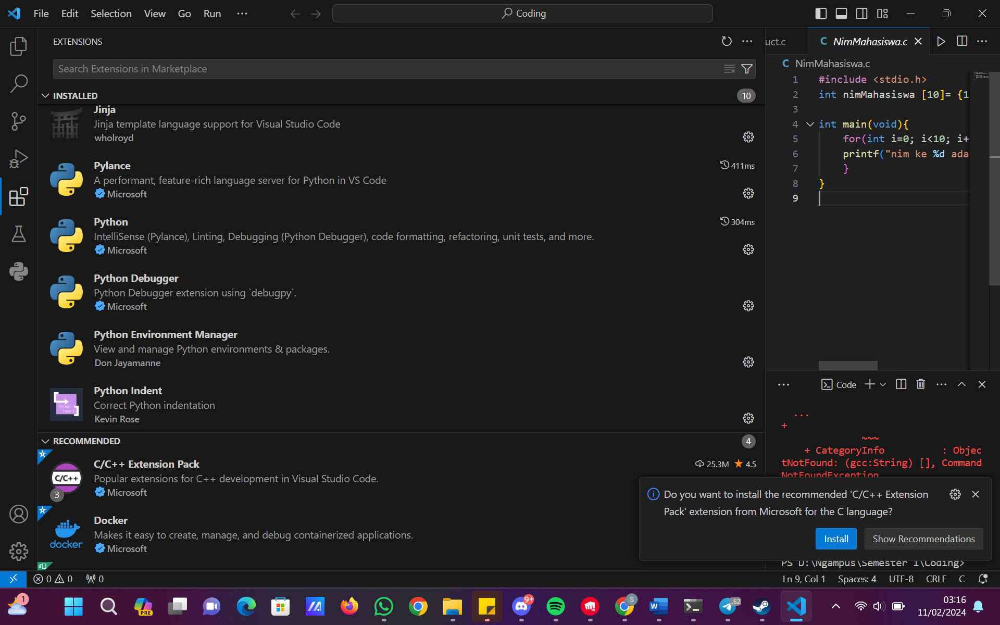 File Edit Selection View Go Run ···
Coding
EXTENSIONS
Search Extensions in Marketplace
INSTALLED 10
Jinja
Jinja template language support for Visual Studio Code
wholroyd
Pylance 411ms
A performant, feature-rich language server for Python in VS Code
Microsoft
Python 304ms
IntelliSense (Pylance), Linting, Debugging (Python Debugger), code formatting, refactoring, unit tests, and more.
Microsoft
Python Debugger
Python Debugger extension using `debugpy`.
Microsoft
Python Environment Manager
View and manage Python environments & packages.
Don Jayamanne
Python Indent
Python Indent
Correct Python indentation
Kevin Rose
RECOMMENDED 4
C/C++ Extension Pack 25.3M 4.5
C/C++
Popular extensions for C++ development in Visual Studio Code.
3 Microsoft
Docker
Makes it easy to create, manage, and debug containerized applications.
docker Microsoft
uct.c C NimMahasiswa.c
C NimMahasiswa.c
1 #include <stdio.h>
2 int nimMahasiswa [10]= {1
3
4 int main(void){
5 for(int i=0; i<10; i+
6 printf("nim ke %d ada
7 }
8 }
9
··· Code
...
+
~~~
+ CategoryInfo : Objec
tNotFound: (gcc:String) [], Command
NotFoundException
Do you want to install the recommended 'C/C++ Extension
Pack' extension from Microsoft for the C language?
Install Show Recommendations
PS D:\Ngampus\Semester 1\Coding>
0 0 0
Ln 9, Col 1 Spaces: 4 UTF-8 CRLF C
1 PRE 9+ S W .62
03:16
11/02/2024